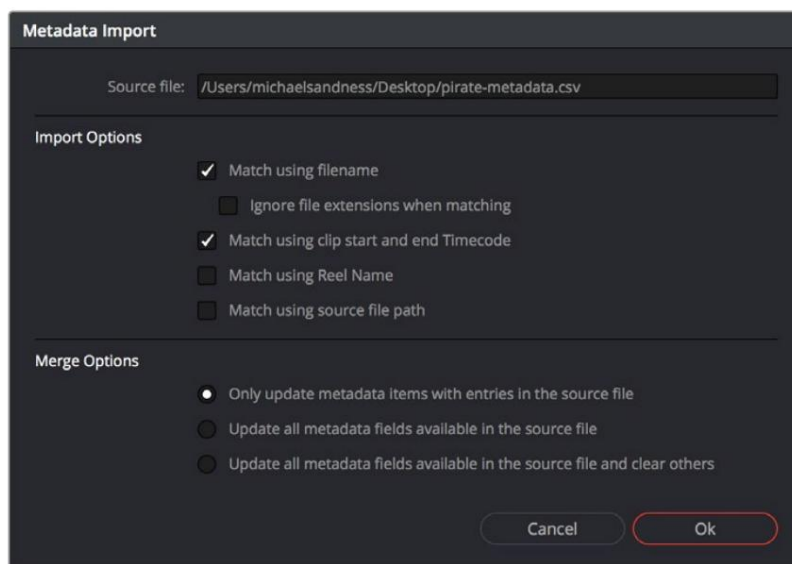 Metadata Import
Source file: /Users/michaelsandness/Desktop/pirate-metadata.csv
Import Options
Match using filename
Ignore file extensions when matching
Match using clip start and end Timecode
Match using Reel Name
Match using source file path
Merge Options
Only update metadata items with entries in the source file
Update all metadata fields available in the source file
Update all metadata fields available in the source file and clear others
Cancel Ok